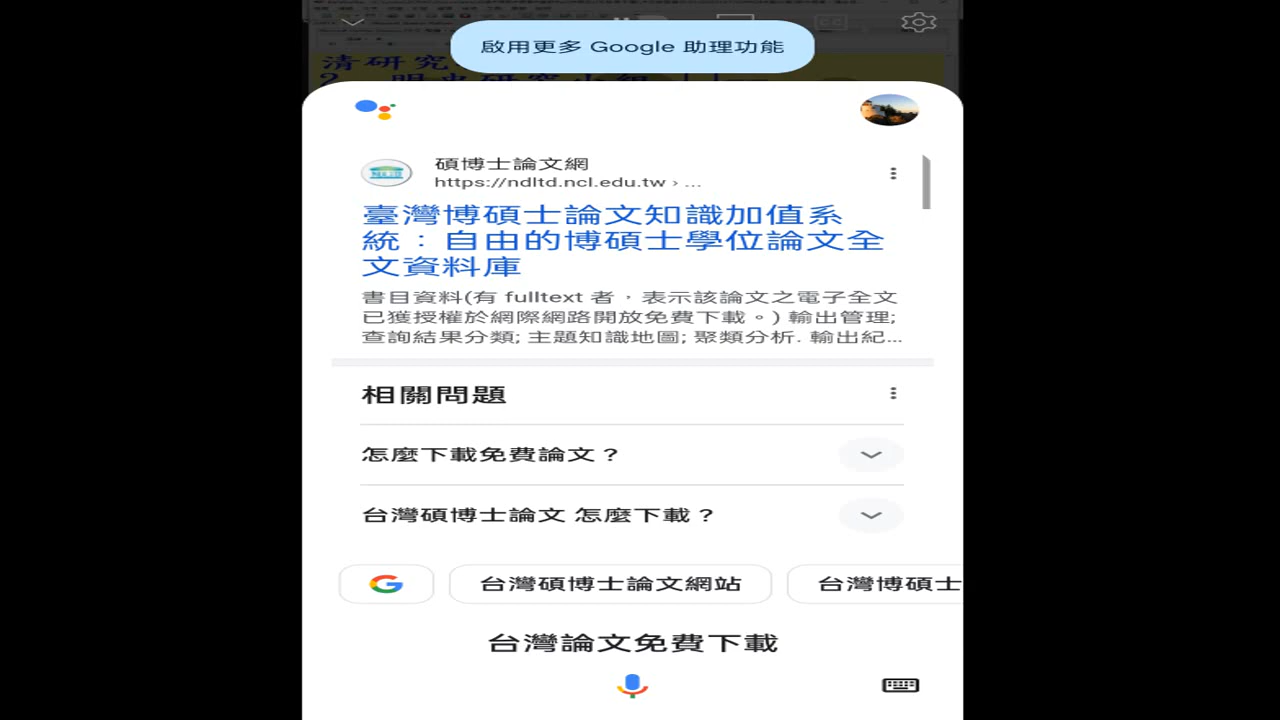 啟用更多 Google 助理功能
清研究
碩博士論文網
https://ndltd.ncl.edu.tw › ...
臺灣博碩士論文知識加值系
統：自由的博碩士學位論文全
文資料庫
書目資料(有 fulltext 者，表示該論文之電子全文
已獲授權於網際網路開放免費下載。) 輸出管理;
查詢結果分類; 主題知識地圖; 聚類分析. 輸出紀...
相關問題
怎麼下載免費論文？
台灣碩博士論文 怎麼下載？
台灣碩博士論文網站
台灣博碩士
台灣論文免費下載